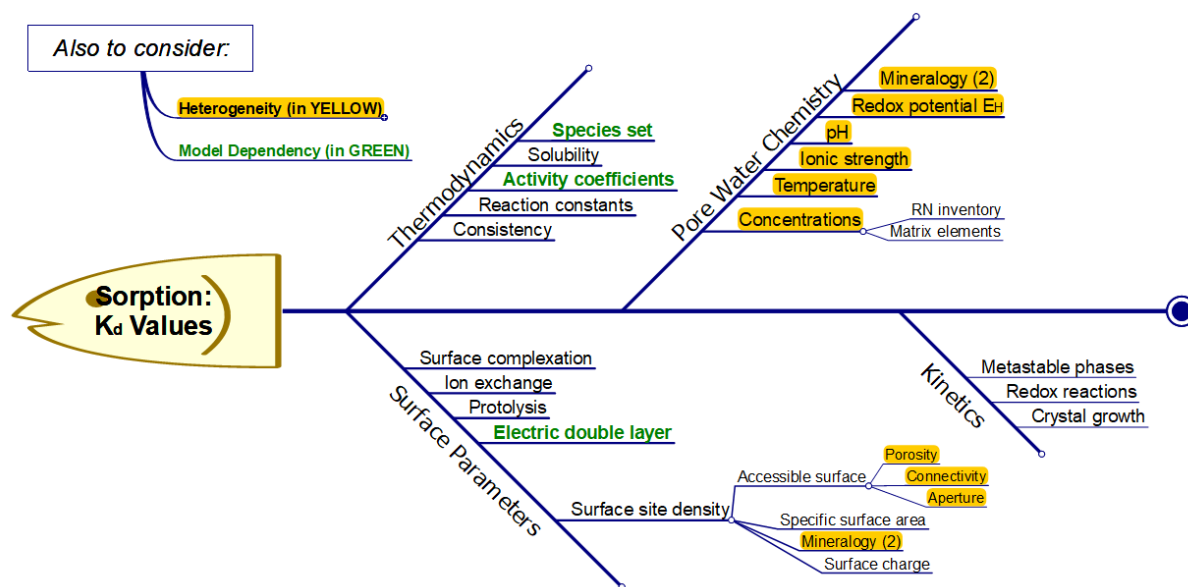 Also to consider:
Heterogeneity (in YELLOW)
Model Dependency (in GREEN)
Thermodynamics
Species set
Solubility
Activity coefficients
Reaction constants
Consistency
Pore Water Chemistry
Mineralogy (2)
Redox potential EH
pH
Ionic strength
Temperature
Concentrations
RN inventory
Matrix elements
Sorption:
Kd Values
Surface Parameters
Surface complexation
Ion exchange
Protolysis
Electric double layer
Surface site density
Accessible surface
Porosity
Connectivity
Aperture
Specific surface area
Mineralogy (2)
Surface charge
Kinetics
Metastable phases
Redox reactions
Crystal growth